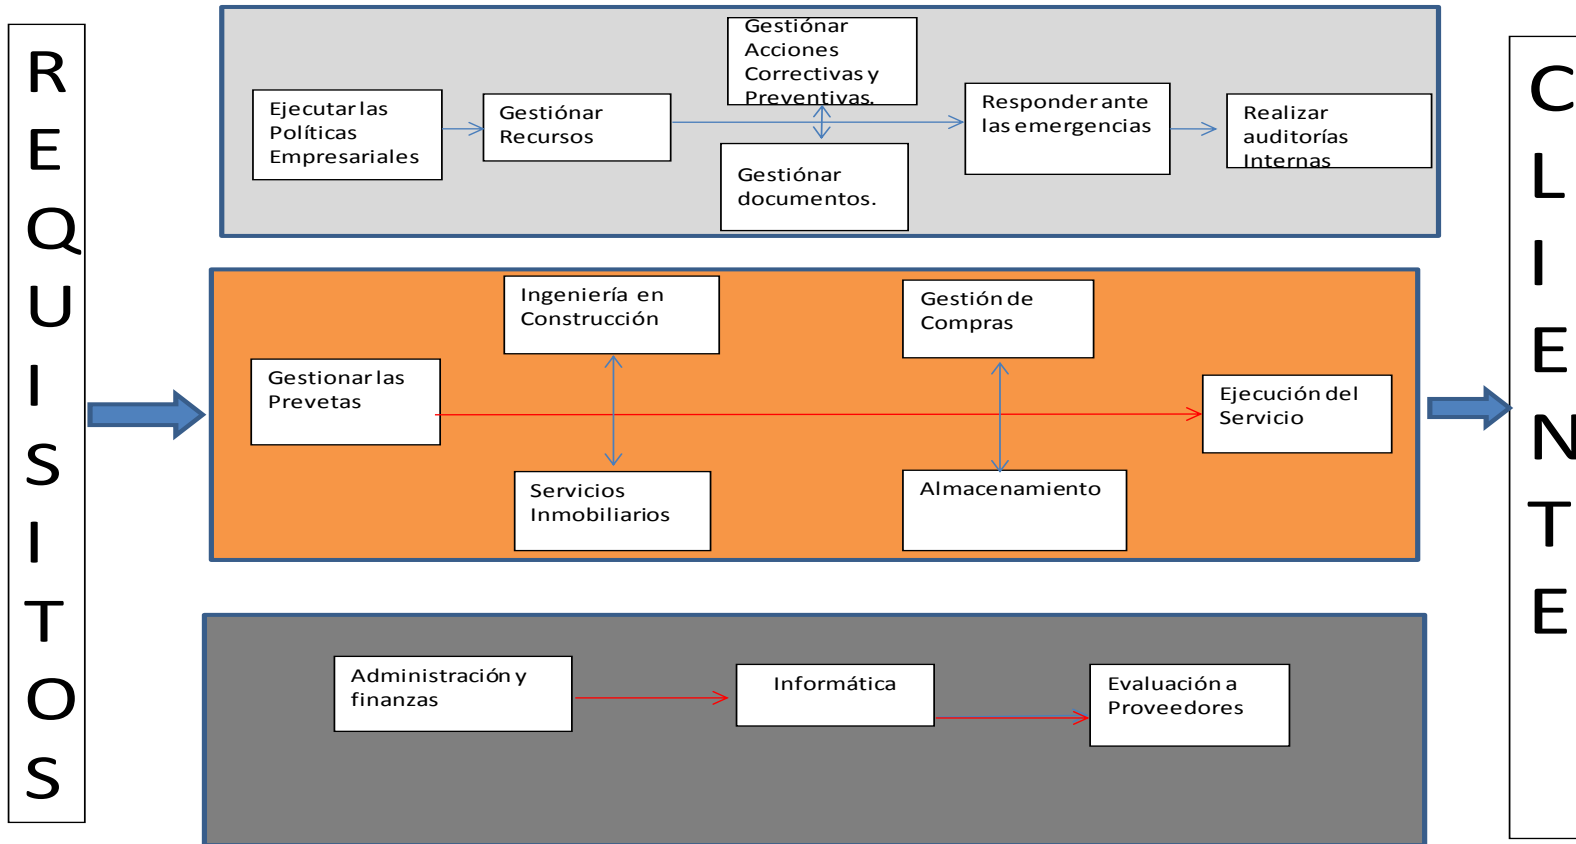 REQUISITOS
Ejecutar las
Políticas
Empresariales
Gestiónar
Recursos
Gestiónar
Acciones
Correctivas y
Preventivas.
Gestiónar
documentos.
Responder ante
las emergencias
Realizar
auditorías
Internas
Gestionar las
Prevetas
Ingeniería en
Construcción
Servicios
Inmobiliarios
Gestión de
Compras
Almacenamiento
Ejecución del
Servicio
Administración y
finanzas
Informática
Evaluación a
Proveedores
CLIENTE